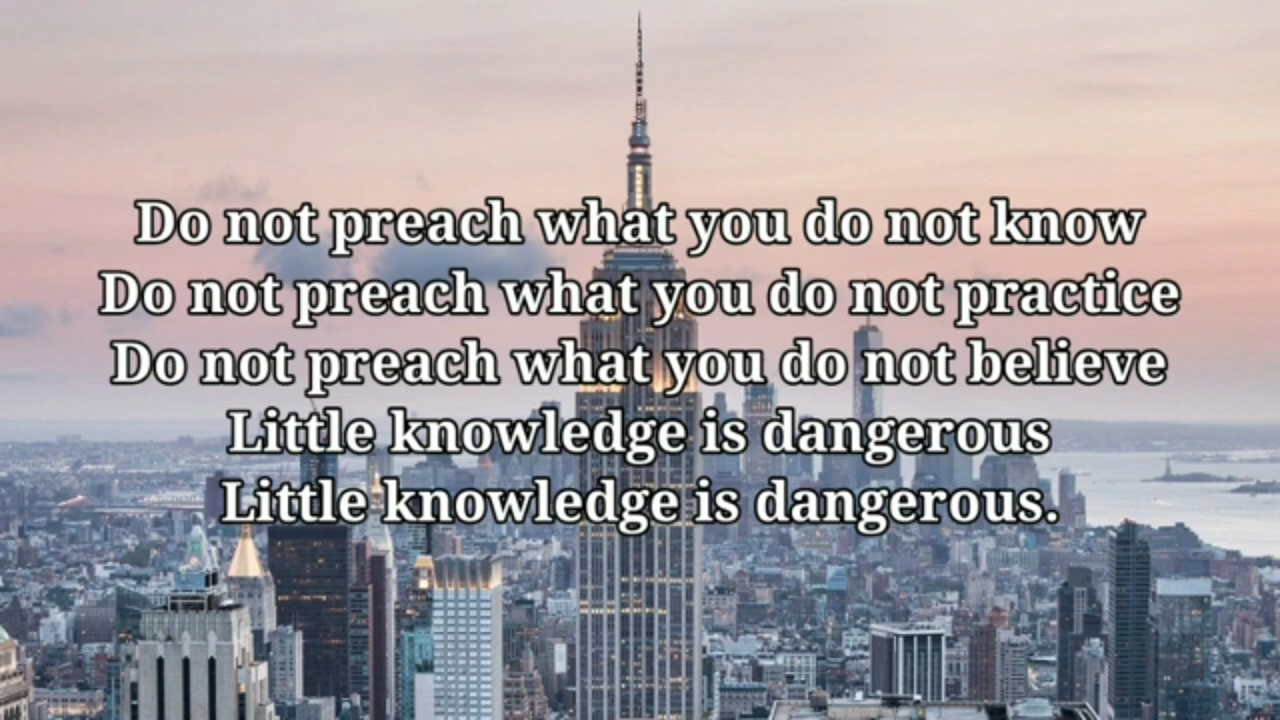 Do not preach what you do not know
Do not preach what you do not practice
Do not preach what you do not believe
Little knowledge is dangerous
Little knowledge is dangerous.